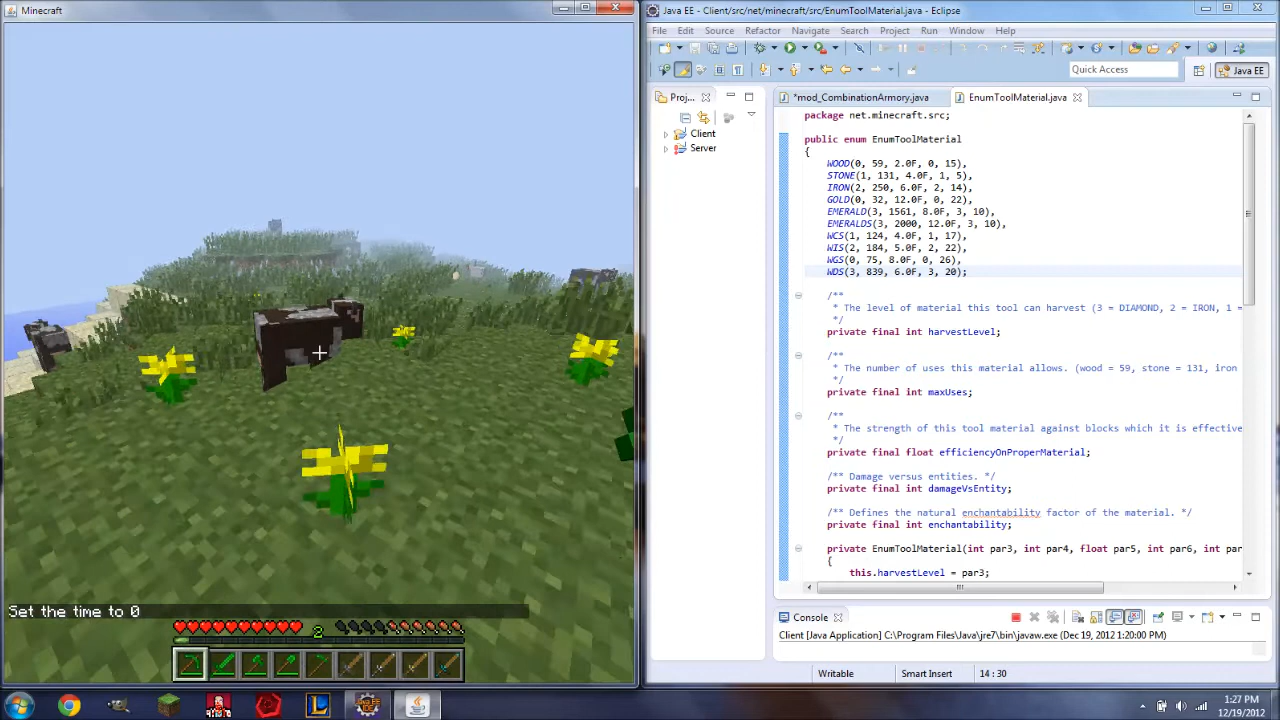 Minecraft
Set the time to 0
2
Java EE - Client/src/net/minecraft/src/EnumToolMaterial.java - Eclipse
File Edit Source Refactor Navigate Search Project Run Window Help
Quick Access
Java EE
Proj...
Client
Server
*mod_CombinationArmory.java
EnumToolMaterial.java
package net.minecraft.src;
public enum EnumToolMaterial
{
WOOD(0, 59, 2.0F, 0, 15),
STONE(1, 131, 4.0F, 1, 5),
IRON(2, 250, 6.0F, 2, 14),
GOLD(0, 32, 12.0F, 0, 22),
EMERALD(3, 1561, 8.0F, 3, 10),
EMERALDS(3, 2000, 12.0F, 3, 10),
WCS(1, 124, 4.0F, 1, 17),
WIS(2, 184, 5.0F, 2, 22),
WGS(0, 75, 8.0F, 0, 26),
WDS(3, 839, 6.0F, 3, 20);
/**
* The level of material this tool can harvest (3 = DIAMOND, 2 = IRON, 1 =
*/
private final int harvestLevel;
/**
* The number of uses this material allows. (wood = 59, stone = 131, iron
*/
private final int maxUses;
/**
* The strength of this tool material against blocks which it is effective
*/
private final float efficiencyOnProperMaterial;
/** Damage versus entities. */
private final int damageVsEntity;
/** Defines the natural enchantability factor of the material. */
private final int enchantability;
private EnumToolMaterial(int par3, int par4, float par5, int par6, int par
{
this.harvestLevel = par3;
Console
Client [Java Application] C:\Program Files\Java\jre7\bin\javaw.exe (Dec 19, 2012 1:20:00 PM)
Writable
Smart Insert
14 : 30
1:27 PM
12/19/2012